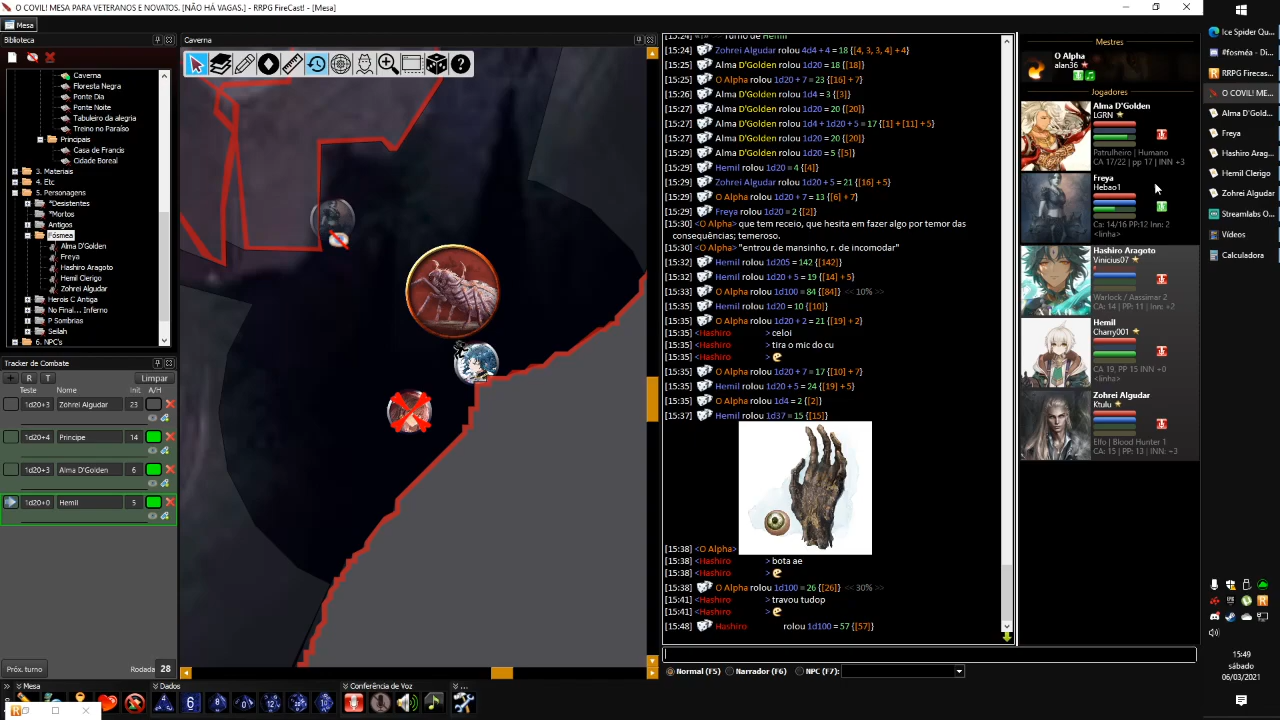 O COVIL! MESA PARA VETERANOS E NOVATOS. [NÃO HÁ VAGAS.] - RRPG FireCast! - [Mesa]
Mesa
Biblioteca
Caverna
Floresta Negra
Ponte Dia
Ponte Noite
Tabuleiro da alegria
Treino no Paraíso
Principais
Casa de Francis
Cidade Boreal
3. Materais
4. Etc
5. Personagens
*Desistentes
*Mortos
Antigos
Fósmea
Alma D'Golden
Freya
Hashiro Aragoto
Hemil Clerigo
Zohrei Algudar
Herois C Antiga
No Final... Inferno
P Sombrias
Seilah
6. NPC's
Tracker de Combate
R T Limpar
Teste Nome Init. A/H
1d20+3 Zohrei Algudar 23
1d20+4 Principe 14
1d20+3 Alma D'Golden 6
1d20+0 Hemil 5
Próx. turno Rodada 28
Caverna
[15:24] Zohrei Algudar rolou 4d4 + 4 = 18 {[4, 3, 3, 4] + 4}
[15:25] Alma D'Golden rolou 1d20 = 18 {[18]}
[15:25] O Alpha rolou 1d20 + 7 = 23 {[16] + 7}
[15:26] Alma D'Golden rolou 1d4 = 3 {[3]}
[15:27] Alma D'Golden rolou 1d20 = 20 {[20]}
[15:27] Alma D'Golden rolou 1d4 + 1d20 + 5 = 17 {[1] + [11] + 5}
[15:27] Alma D'Golden rolou 1d20 = 20 {[20]}
[15:29] Alma D'Golden rolou 1d20 = 5 {[5]}
[15:29] Hemil rolou 1d20 = 4 {[4]}
[15:29] Zohrei Algudar rolou 1d20 + 5 = 21 {[16] + 5}
[15:29] O Alpha rolou 1d20 + 7 = 13 {[6] + 7}
[15:29] Freya rolou 1d20 = 2 {[2]}
[15:30] <O Alpha> que tem receio, que hesita em fazer algo por temor das
consequências; temeroso.
[15:30] <O Alpha> "entrou de mansinho, r. de incomodar"
[15:32] Hemil rolou 1d205 = 142 {[142]}
[15:32] Hemil rolou 1d20 + 5 = 19 {[14] + 5}
[15:33] O Alpha rolou 1d100 = 84 {[84]} << 10% >>
[15:35] Hemil rolou 1d20 = 10 {[10]}
[15:35] O Alpha rolou 1d20 + 2 = 21 {[19] + 2}
[15:35] <Hashiro > celoi
[15:35] <Hashiro > tira o mic do cu
[15:35] <Hashiro >
[15:35] O Alpha rolou 1d20 + 7 = 17 {[10] + 7}
[15:35] Hemil rolou 1d20 + 5 = 24 {[19] + 5}
[15:35] O Alpha rolou 1d4 = 2 {[2]}
[15:37] Hemil rolou 1d37 = 15 {[15]}
[15:38] <O Alpha>
[15:38] <Hashiro > bota ae
[15:38] <Hashiro >
[15:38] O Alpha rolou 1d100 = 26 {[26]} << 30% >>
[15:41] <Hashiro > travou tudop
[15:41] <Hashiro >
[15:48] Hashiro rolou 1d100 = 57 {[57]}
Normal (F5) Narrador (F6) NPC (F7):
Mesa Dados Conferência de Voz ...
Mestres
O Alpha
alan36
Jogadores
Alma D'Golden
LGRN
Patrulheiro | Humano
CA 17/22 | pp 17 | INN +3
Freya
Hebao1
Ca: 14/16 PP:12 Inn: 2
<linha>
Hashiro Aragoto
Vinicius07
Warlock / Aassimar 2
CA: 14 | PP: 11 | Inn: +2
Hemil
Charry001
CA 19, PP 15 INN +0
<linha>
Zohrei Algudar
Ktulu
Elfo | Blood Hunter 1
CA: 15 | PP: 13 | INN: +3
Ice Spider Qu...
#fosméa - Disc...
RRPG Firecas...
O COVIL! ME...
Alma D'Gold...
Freya
Hashiro Arag...
Hemil Clerigo
Zohrei Algudar
Streamlabs O...
Vídeos
Calculadora
15:49
sábado
06/03/2021